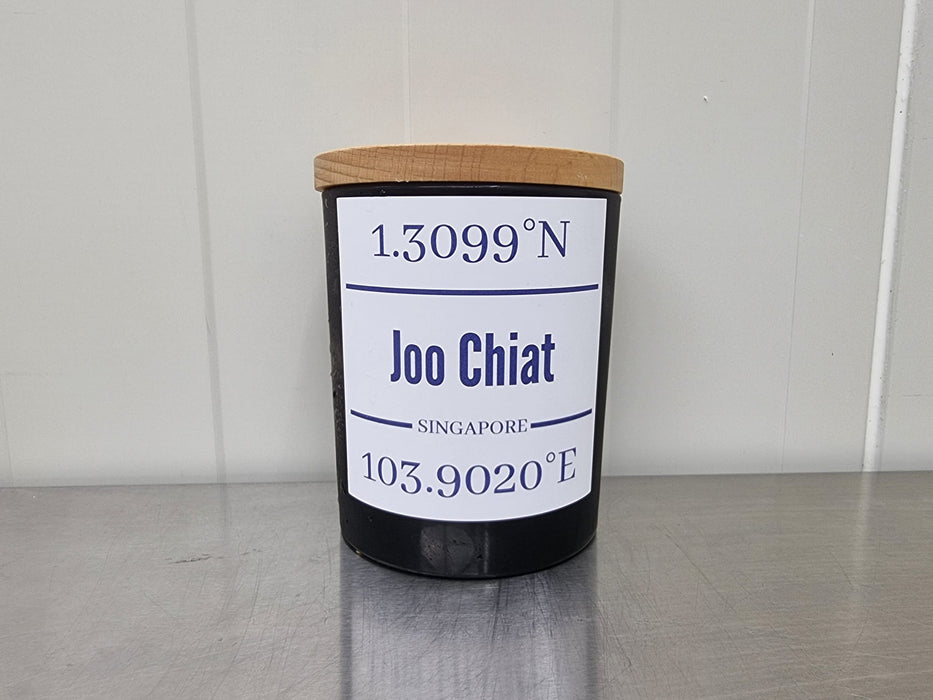 1.3099°N
Joo Chiat
SINGAPORE
103.9020°E